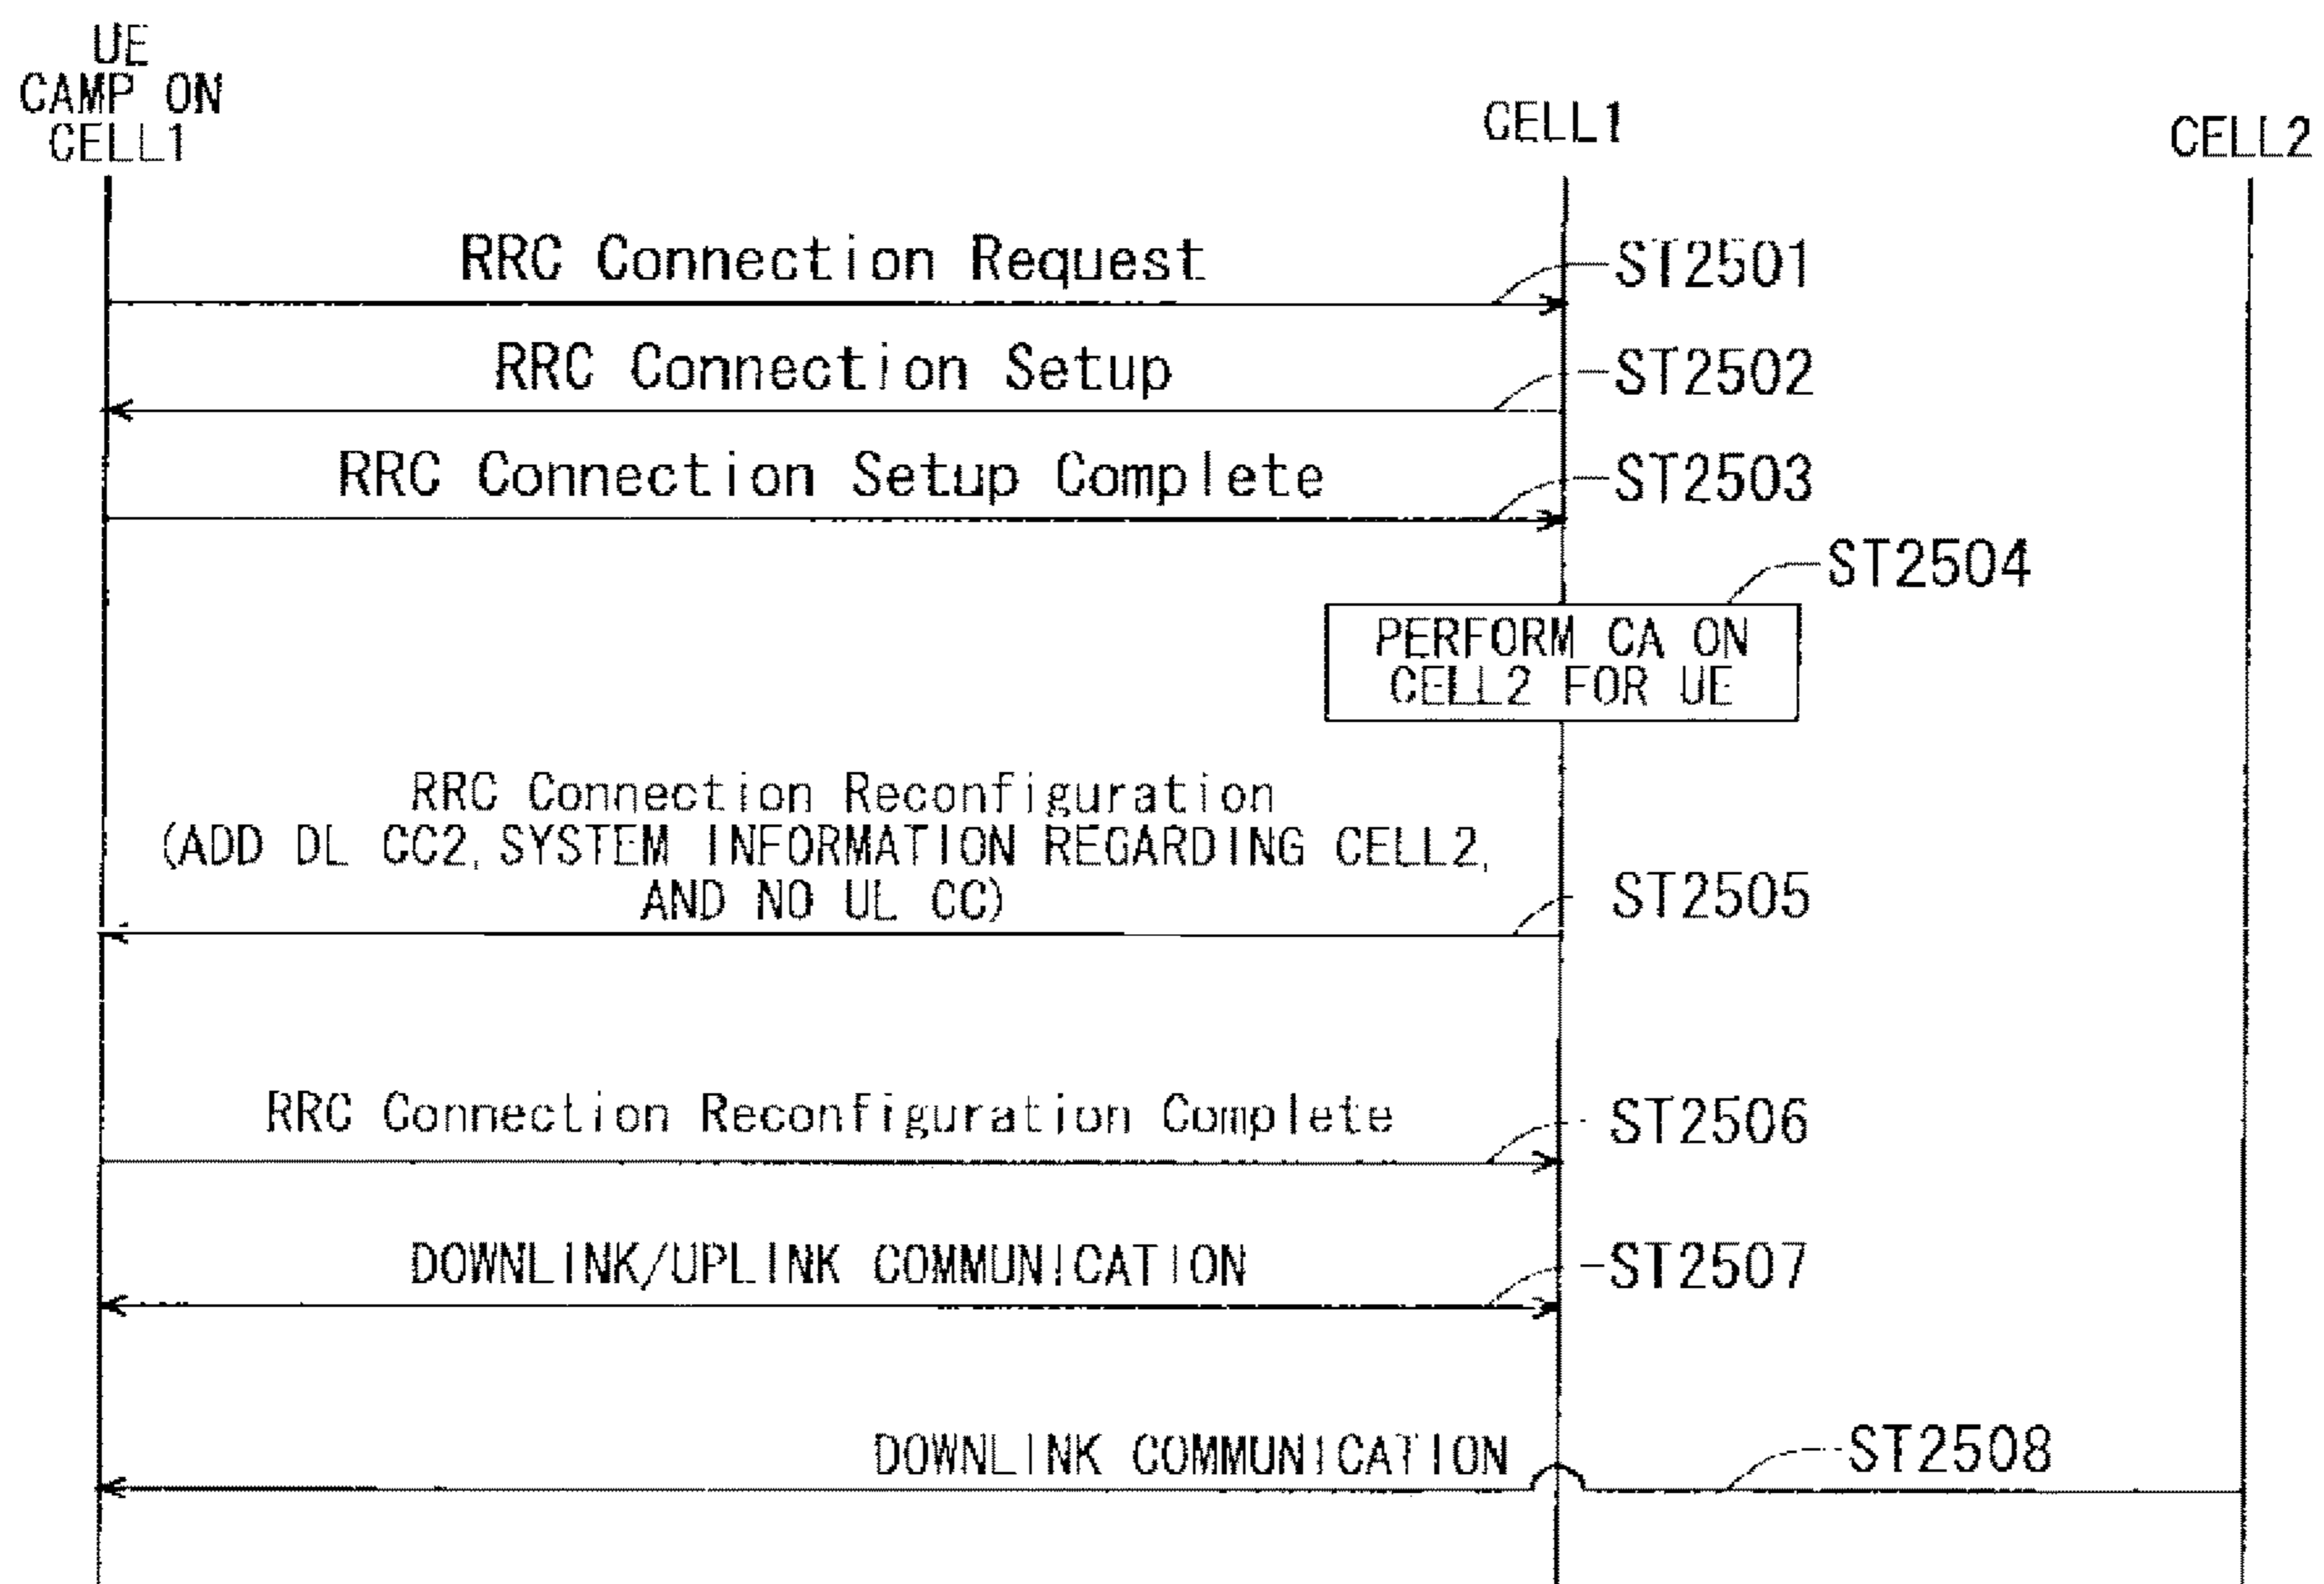 UE
CAMP ON
CELL1
CELL1
CELL2
RRC Connection Request
ST2501
RRC Connection Setup
ST2502
RRC Connection Setup Complete
ST2503
ST2504
PERFORM CA ON
CELL2 FOR UE
RRC Connection Reconfiguration
(ADD DL CC2, SYSTEM INFORMATION REGARDING CELL2,
AND NO UL CC)
ST2505
RRC Connection Reconfiguration Complete
ST2506
DOWNLINK/UPLINK COMMUNICATION
ST2507
DOWNLINK COMMUNICATION
ST2508